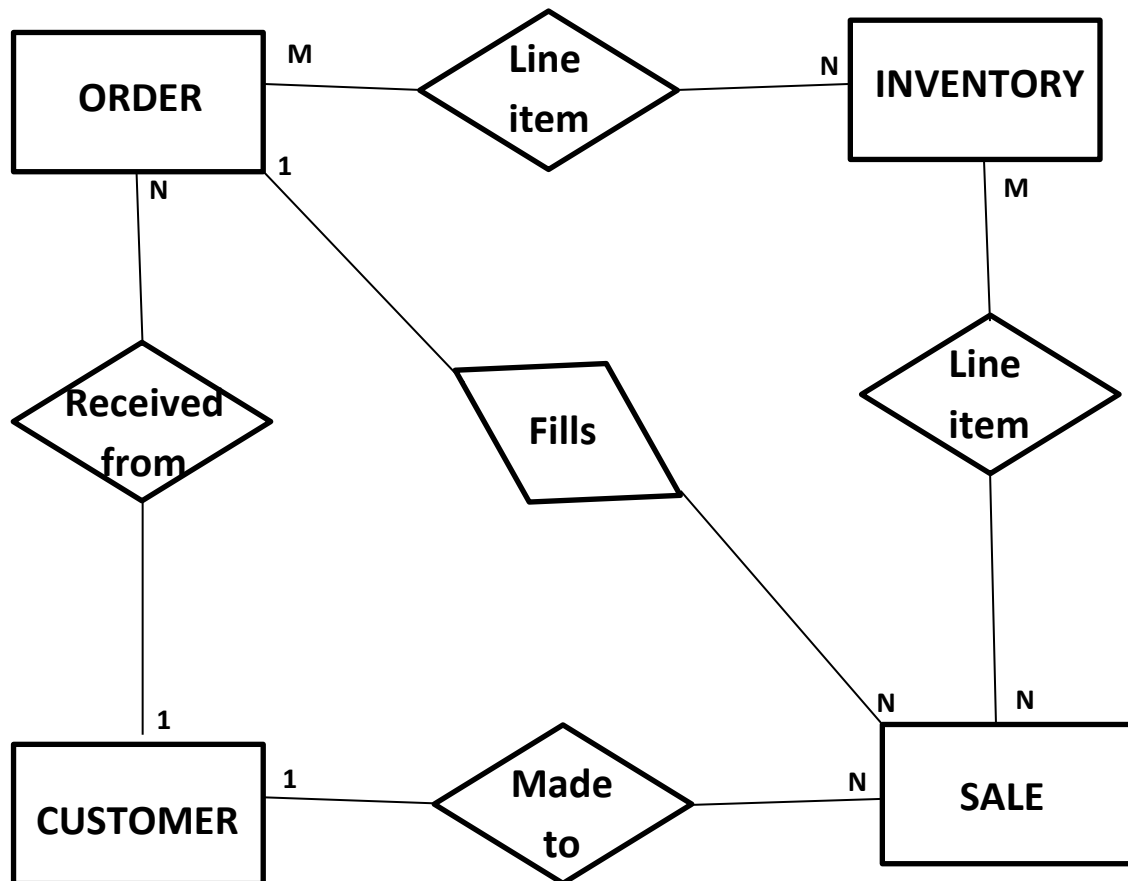 M
Line
item
N
ORDER
INVENTORY
1
N
M
Received
from
Fills
Line
item
1
N
N
CUSTOMER
1
Made
to
N
SALE